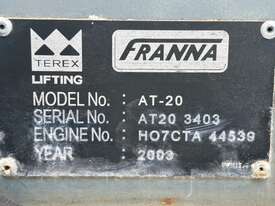 TEREX
FRANNA
LIFTING
MODEL No. : AT-20
SERIAL No. : AT20 3403
ENGINE No. : HO7CTA 44539
YEAR : 2003